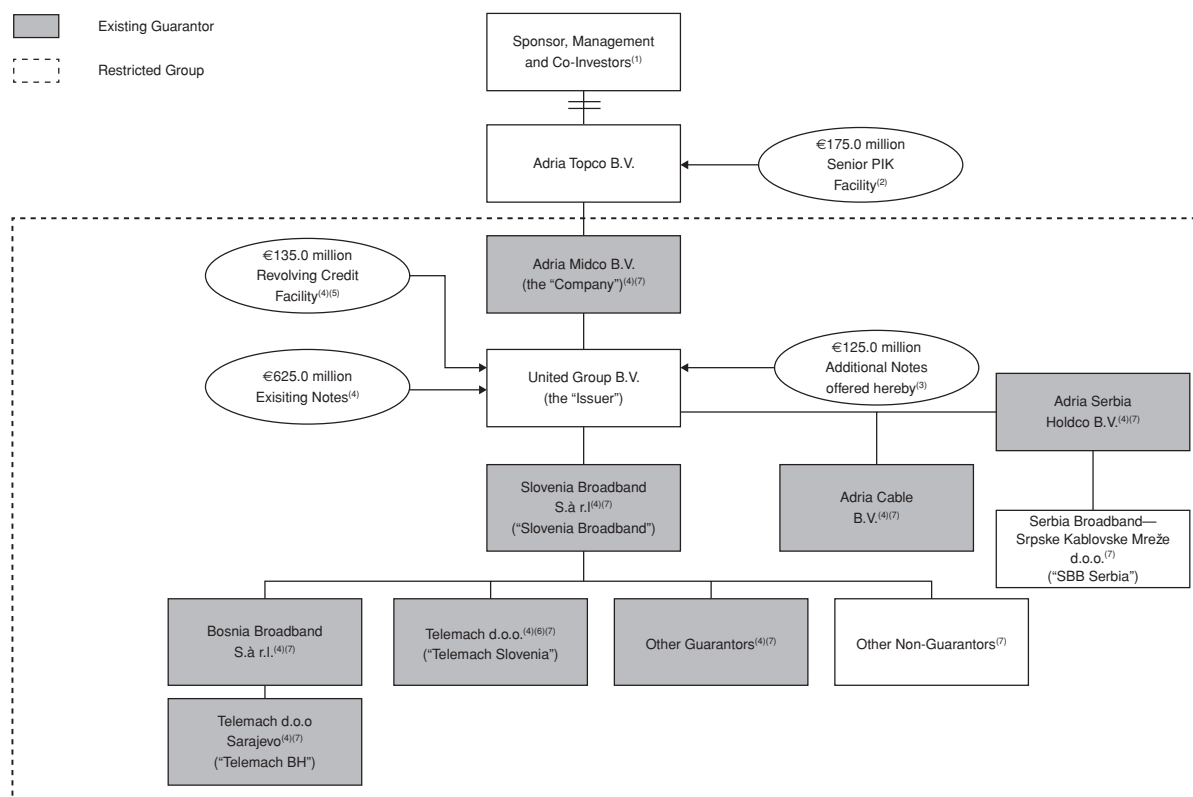 Existing Guarantor
Restricted Group
Sponsor, Management
and Co-Investors(1)
Adria Topco B.V.
€175.0 million
Senior PIK
Facility(2)
€135.0 million
Revolving Credit
Facility(4)(5)
Adria Midco B.V.
(the “Company”)(4)(7)
€625.0 million
Exisiting Notes(4)
United Group B.V.
(the “Issuer”)
€125.0 million
Additional Notes
offered hereby(3)
Adria Serbia
Holdco B.V.(4)(7)
Slovenia Broadband
S.à r.l(4)(7)
(“Slovenia Broadband”)
Adria Cable
B.V.(4)(7)
Serbia Broadband—
Srpske Kablovske Mreže
d.o.o.(7)
(“SBB Serbia”)
Bosnia Broadband
S.à r.l.(4)(7)
Telemach d.o.o.(4)(6)(7)
(“Telemach Slovenia”)
Other Guarantors(4)(7)
Other Non-Guarantors(7)
Telemach d.o.o
Sarajevo(4)(7)
(“Telemach BH”)